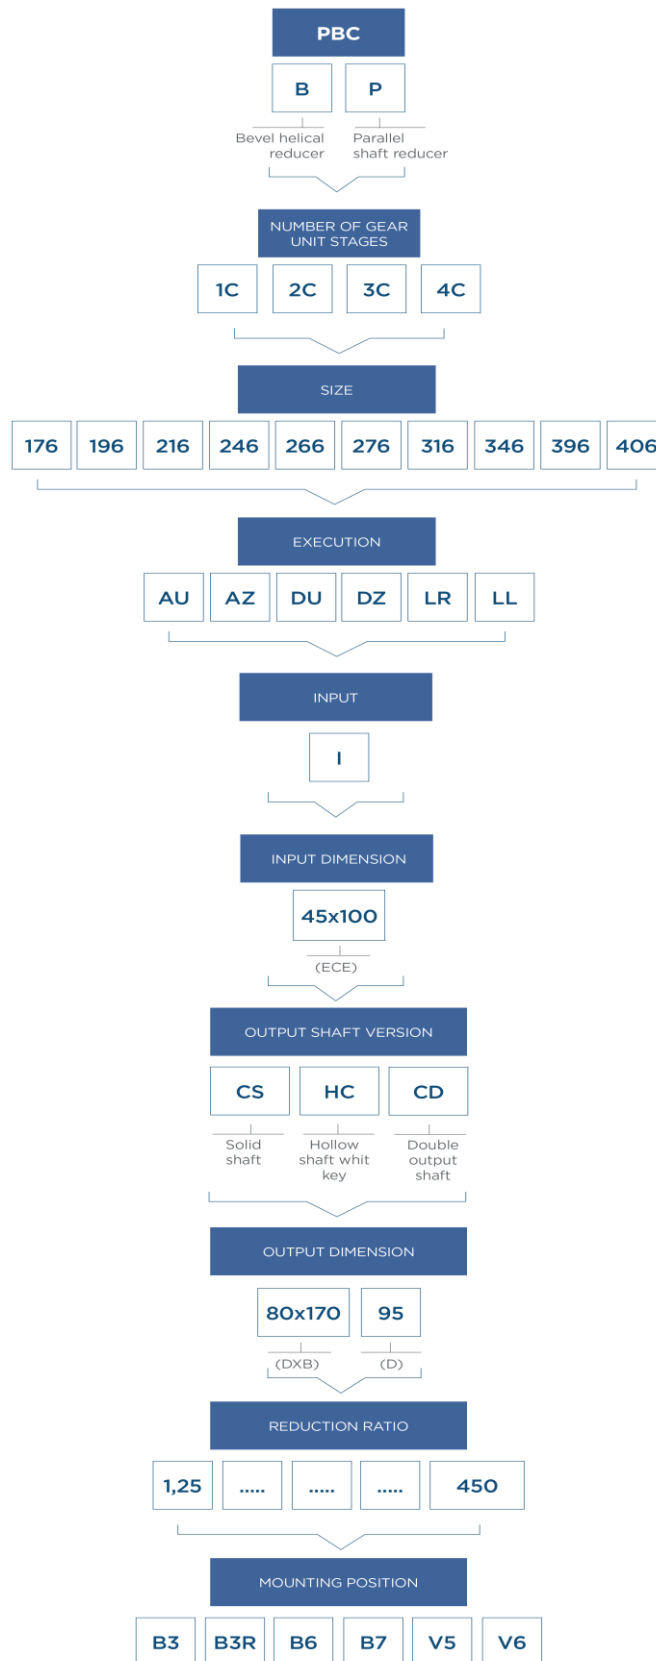 PBC
B P
Bevel helical Parallel
reducer shaft reducer
NUMBER OF GEAR
UNIT STAGES
1C 2C 3C 4C
SIZE
176 196 216 246 266 276 316 346 396 406
EXECUTION
AU AZ DU DZ LR LL
INPUT
I
INPUT DIMENSION
45x100
(ECE)
OUTPUT SHAFT VERSION
CS HC CD
Solid Hollow Double
shaft shaft whit output
key shaft
OUTPUT DIMENSION
80x170 95
(DXB) (D)
REDUCTION RATIO
1,25 ..... ..... ..... 450
MOUNTING POSITION
B3 B3R B6 B7 V5 V6